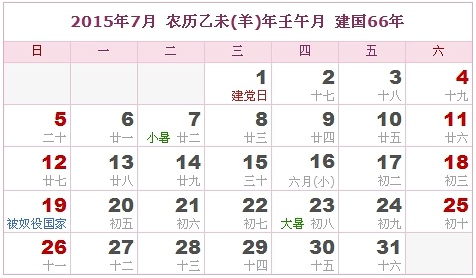 2015年7月 农历乙未(羊)年壬午月 建国66年
日 一 二 三 四 五 六
1 2 3 4
建党日 十七 十八 十九
5 6 7 8 9 10 11
二十 廿一 小暑 廿二 廿三 廿四 廿五 廿六
12 13 14 15 16 17 18
廿七 廿八 廿九 三十 六月(小) 初二 初三
19 20 21 22 23 24 25
被奴役国家 初五 初六 初七 大暑 初八 初九 初十
26 27 28 29 30 31
十一 十二 十三 十四 十五 十六